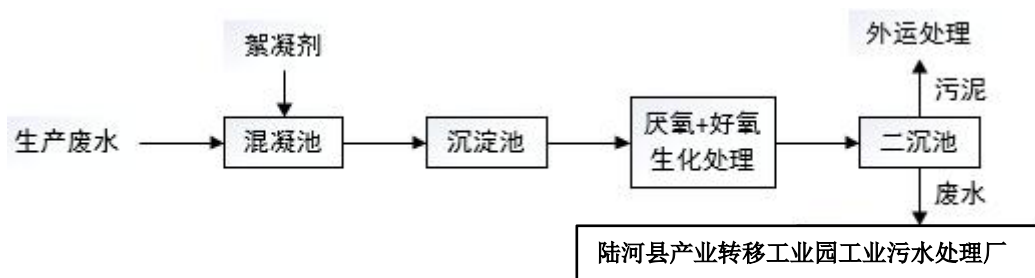 絮凝剂
外运处理
污泥
生产废水
混凝池
沉淀池
厌氧+好氧
生化处理
二沉池
废水
陆河县产业转移工业园工业污水处理厂